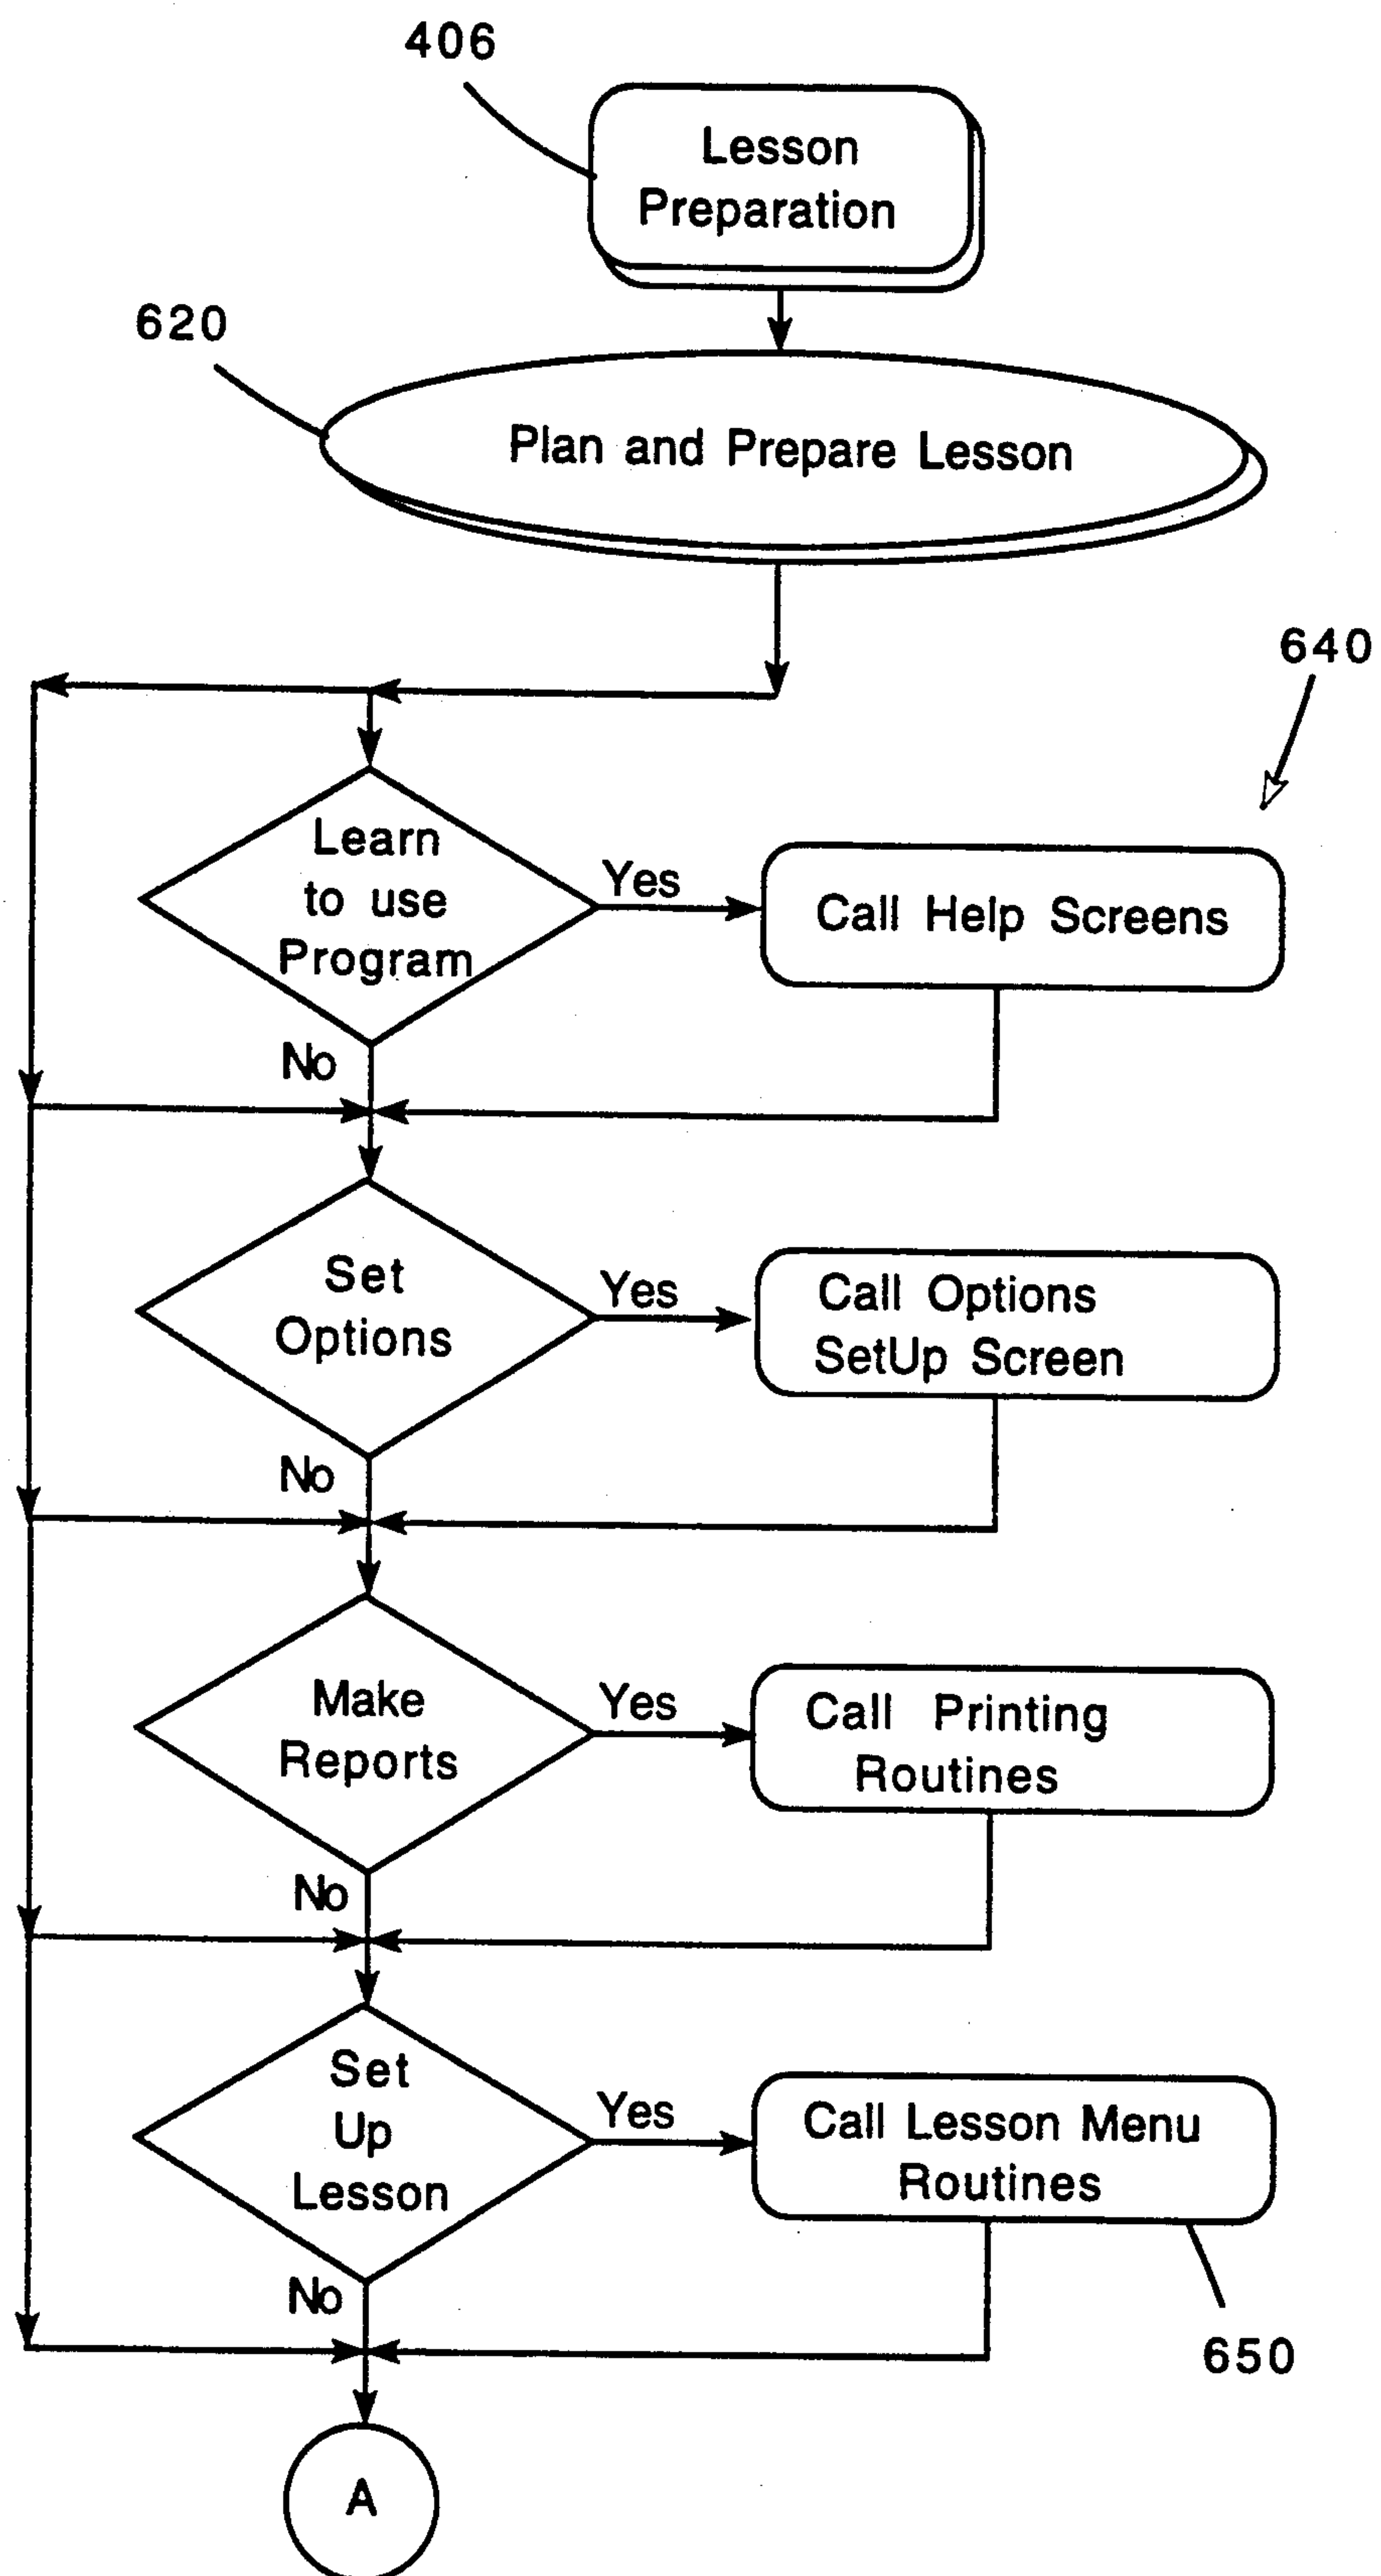 406
Lesson
Preparation
620
Plan and Prepare Lesson
640
Learn
to use
Program
Yes
Call Help Screens
No
Set
Options
Yes
Call Options
SetUp Screen
No
Make
Reports
Yes
Call Printing
Routines
No
Set
Up
Lesson
Yes
Call Lesson Menu
Routines
No
650
A